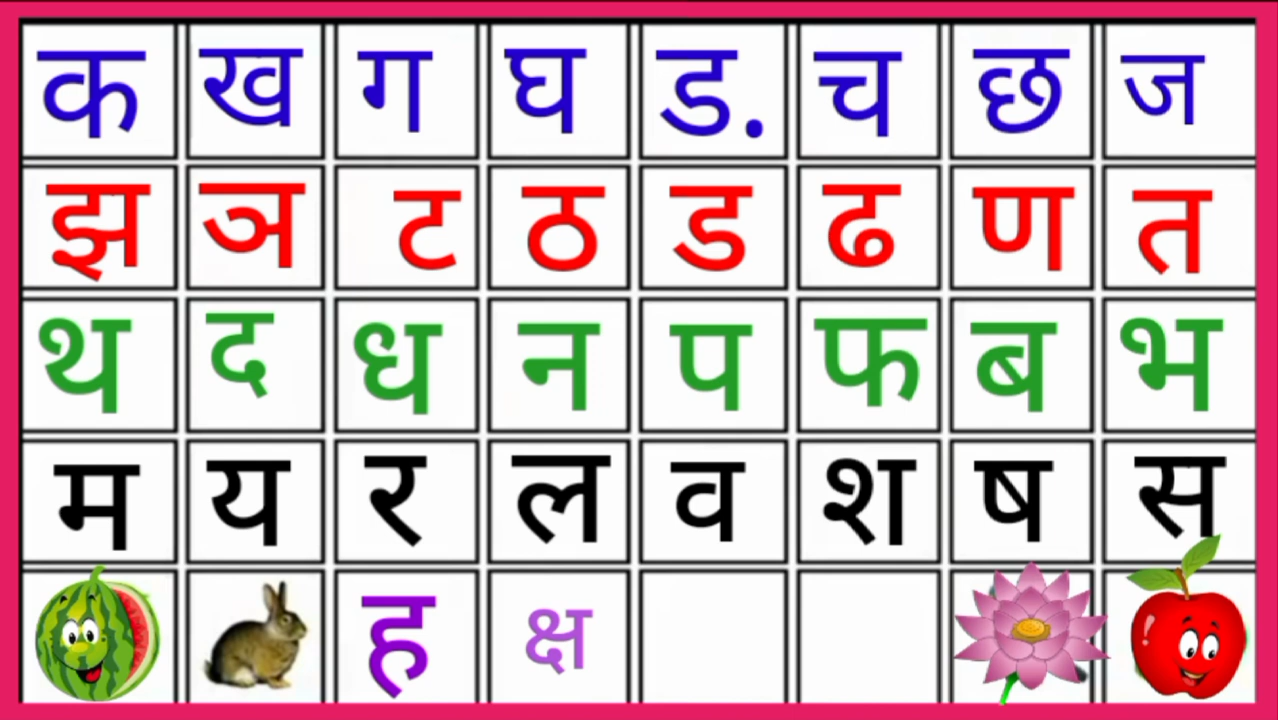 क ख ग घ ड. च छ ज
झ ञ ट ठ ड ढ ण त
थ द ध न प फ ब भ
म य र ल व श ष स
ह क्ष